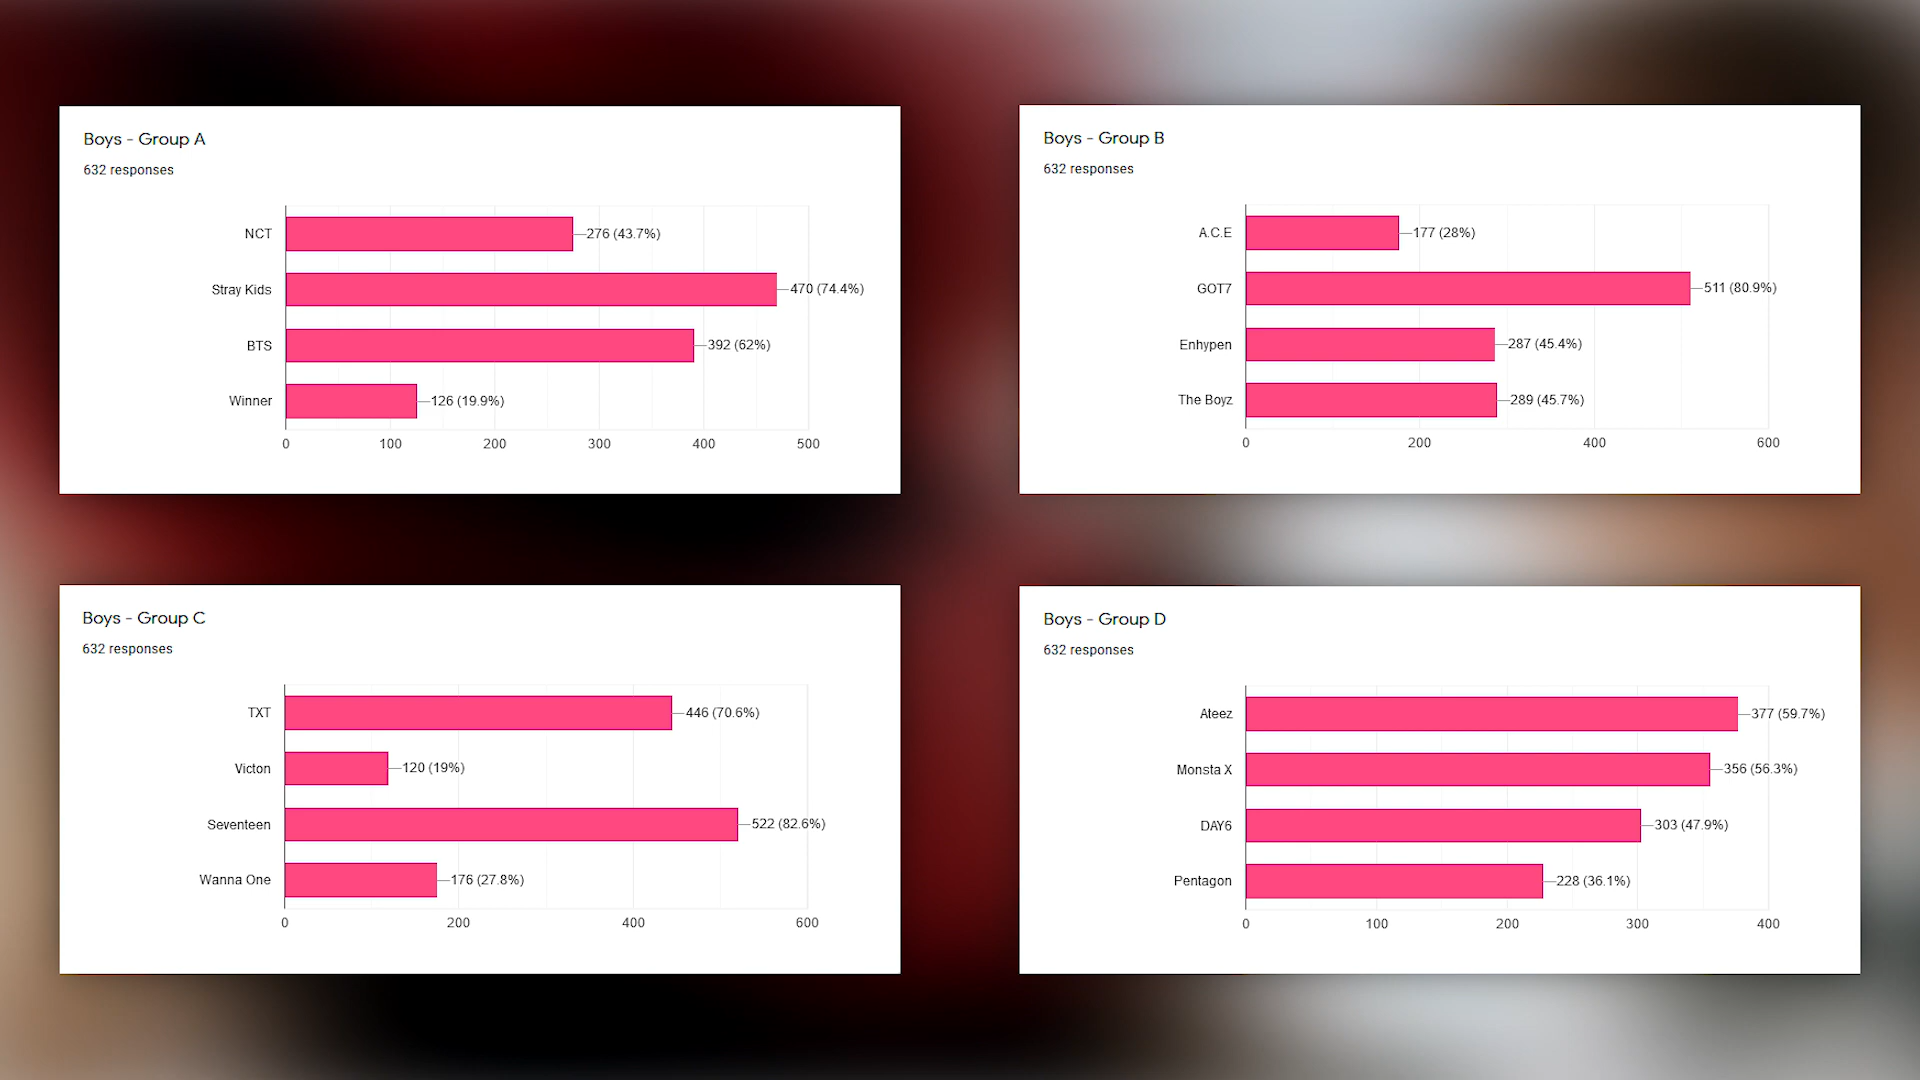 Boys - Group A
632 responses
NCT 276 (43.7%)
Stray Kids 470 (74.4%)
BTS 392 (62%)
Winner 126 (19.9%)
0 100 200 300 400 500
Boys - Group B
632 responses
A.C.E 177 (28%)
GOT7 511 (80.9%)
Enhypen 287 (45.4%)
The Boyz 289 (45.7%)
0 200 400 600
Boys - Group C
632 responses
TXT 446 (70.6%)
Victon 120 (19%)
Seventeen 522 (82.6%)
Wanna One 176 (27.8%)
0 200 400 600
Boys - Group D
632 responses
Ateez 377 (59.7%)
Monsta X 356 (56.3%)
DAY6 303 (47.9%)
Pentagon 228 (36.1%)
0 100 200 300 400